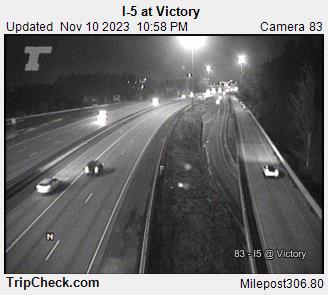 I-5 at Victory
Updated Nov 10 2023 10:58 PM Camera 83
T
N
83 - I5 @ Victory
TripCheck.com Milepost306.80